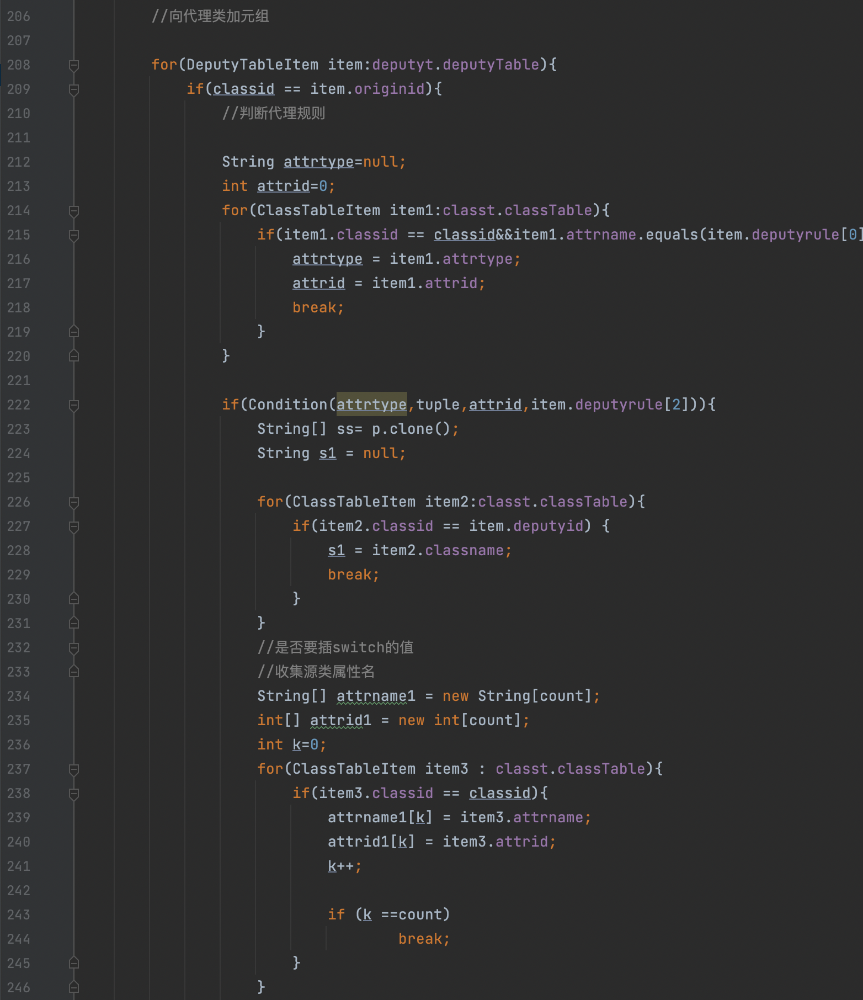 206 //向代理类加元组
207
208 for(DeputyTableItem item:deputyt.deputyTable){
209 if(classid == item.originid){
210 //判断代理规则
211
212 String attrtype=null;
213 int attrid=0;
214 for(ClassTableItem item1:classt.classTable){
215 if(item1.classid == classid&&item1.attrname.equals(item.deputyrule[0]
216 attrtype = item1.attrtype;
217 attrid = item1.attrid;
218 break;
219 }
220 }
221
222 if(Condition(attrtype,tuple,attrid,item.deputyrule[2])){
223 String[] ss= p.clone();
224 String s1 = null;
225
226 for(ClassTableItem item2:classt.classTable){
227 if(item2.classid == item.deputyid) {
228 s1 = item2.classname;
229 break;
230 }
231 }
232 //是否要插switch的值
233 //收集源类属性名
234 String[] attrname1 = new String[count];
235 int[] attrid1 = new int[count];
236 int k=0;
237 for(ClassTableItem item3 : classt.classTable){
238 if(item3.classid == classid){
239 attrname1[k] = item3.attrname;
240 attrid1[k] = item3.attrid;
241 k++;
242
243 if (k ==count)
244 break;
245 }
246 }